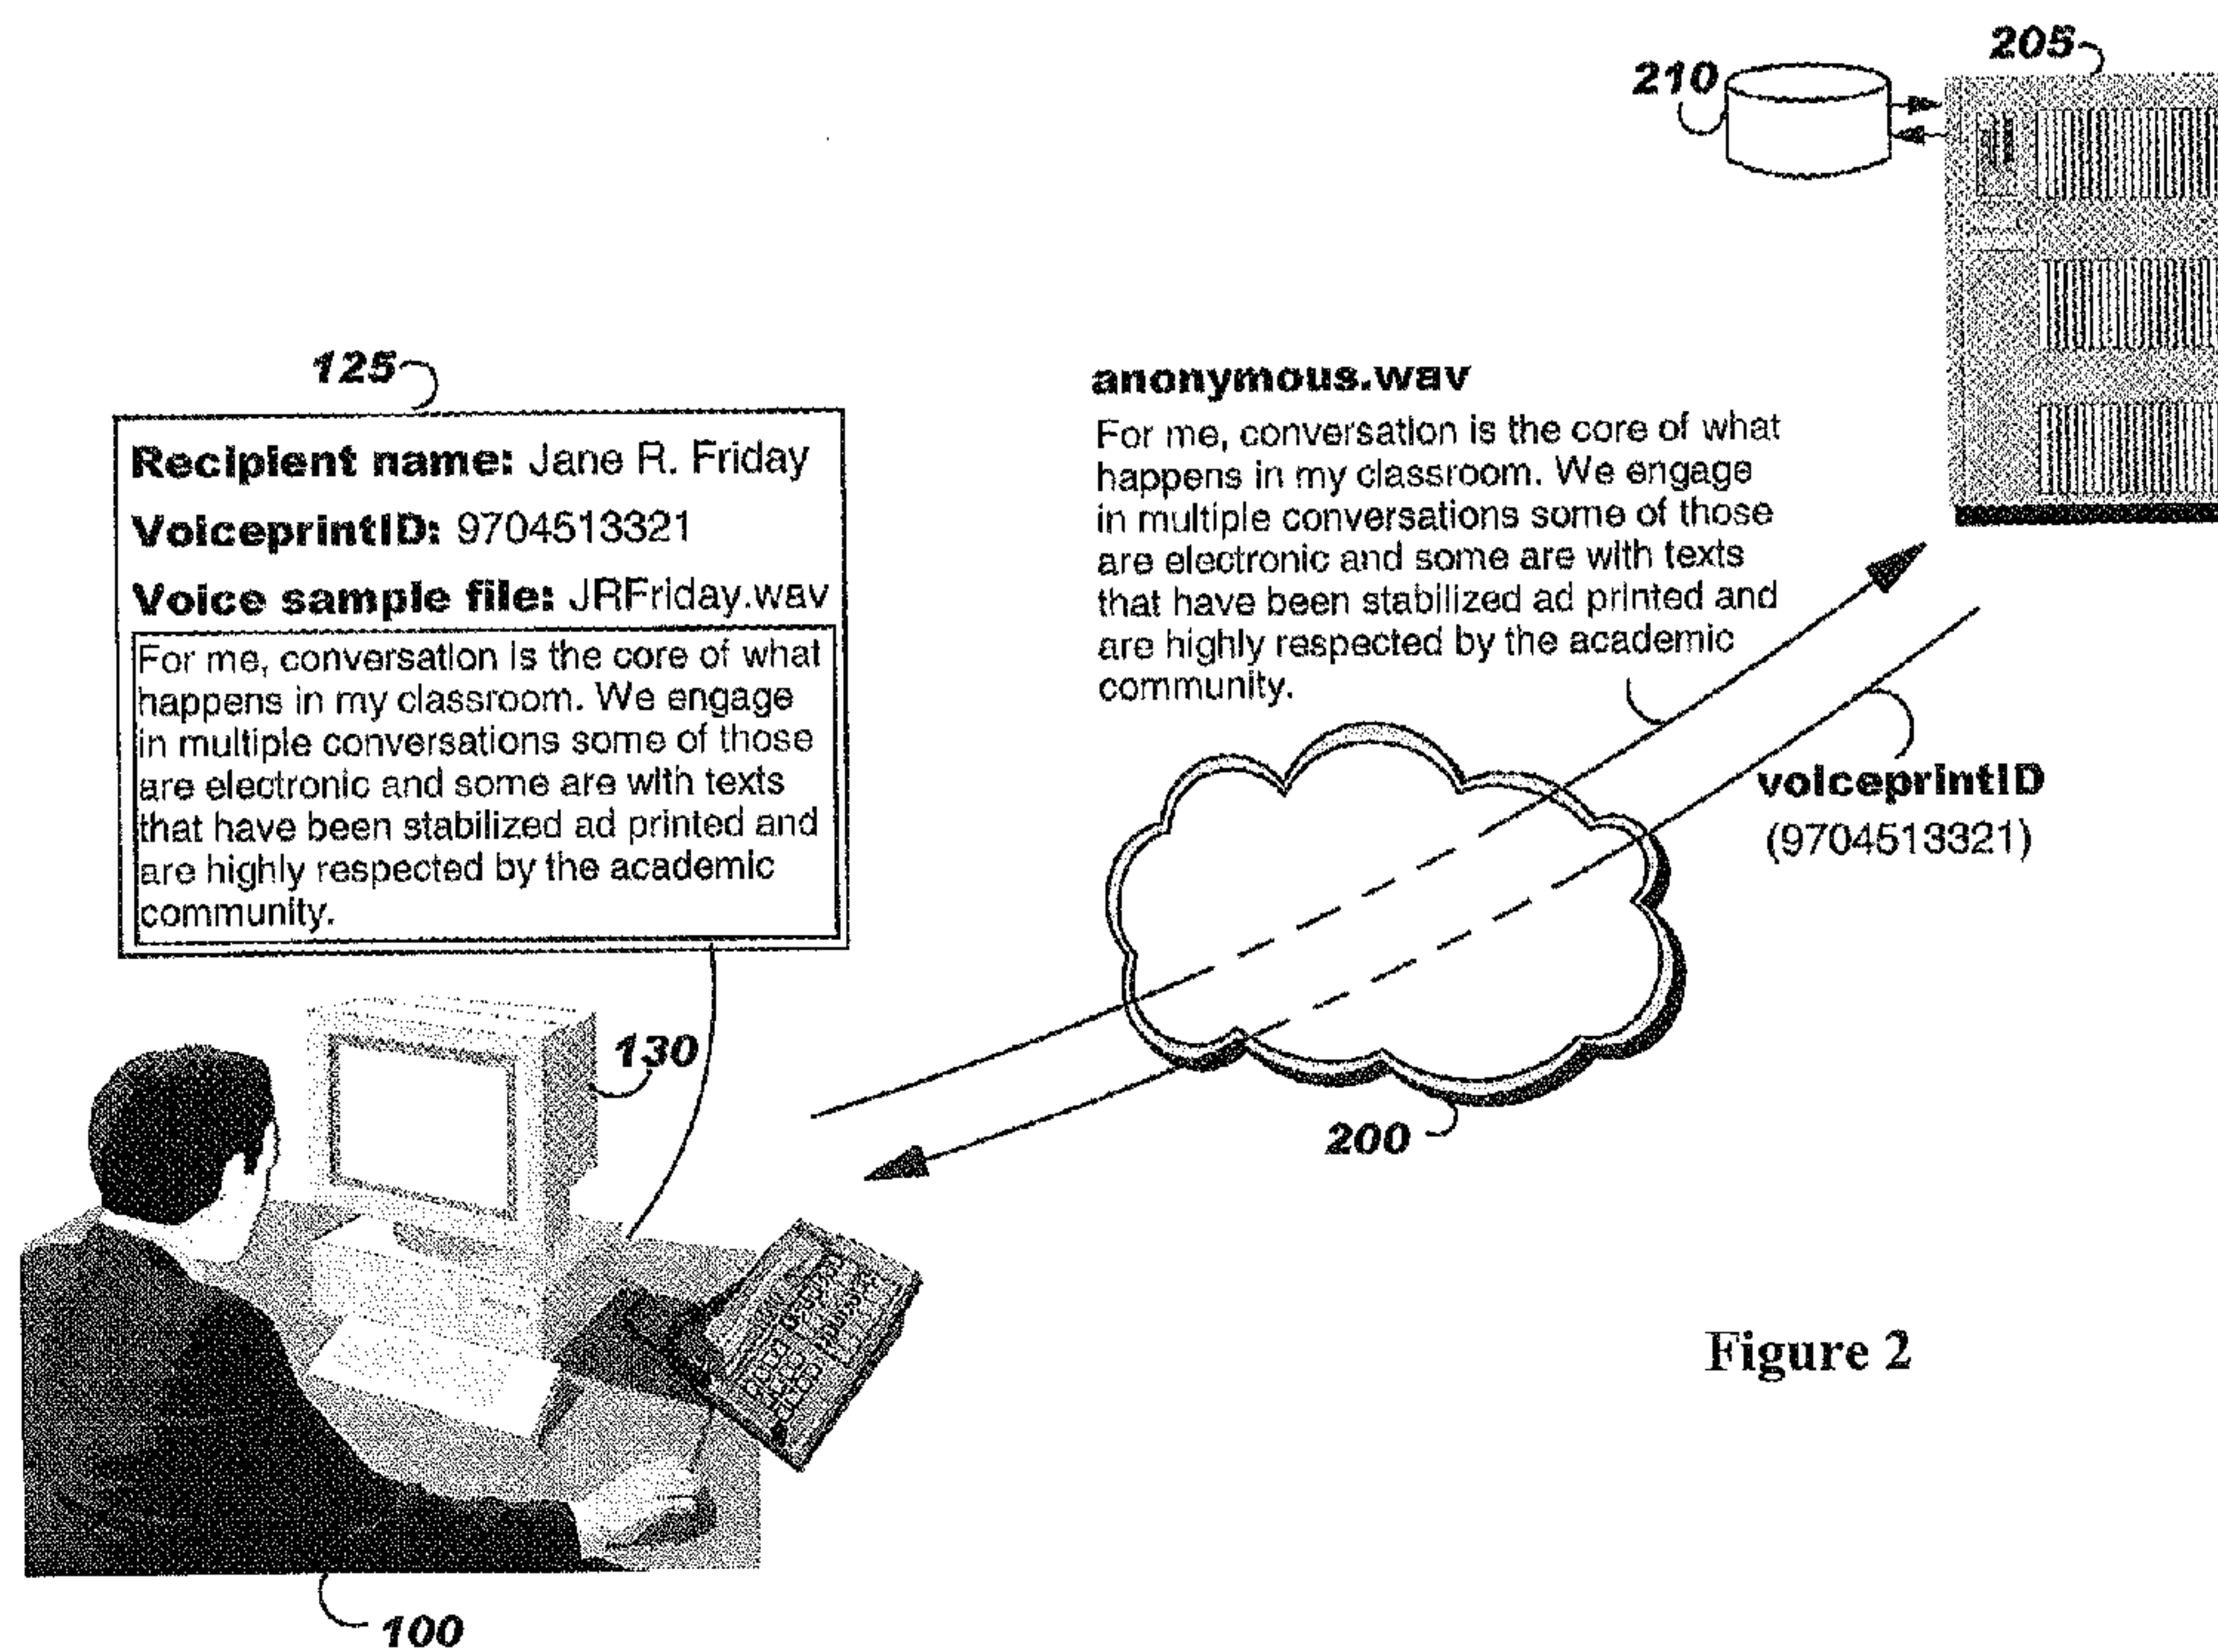 205
210
125
Recipient name: Jane R. Friday
VoiceprintID: 9704513321
Voice sample file: JRFriday.wav
For me, conversation is the core of what
happens in my classroom. We engage
in multiple conversations some of those
are electronic and some are with texts
that have been stabilized ad printed and
are highly respected by the academic
community.
anonymous.wav
For me, conversation is the core of what
happens in my classroom. We engage
in multiple conversations some of those
are electronic and some are with texts
that have been stabilized ad printed and
are highly respected by the academic
community.
voiceprintID
(9704513321)
130
200
100
Figure 2